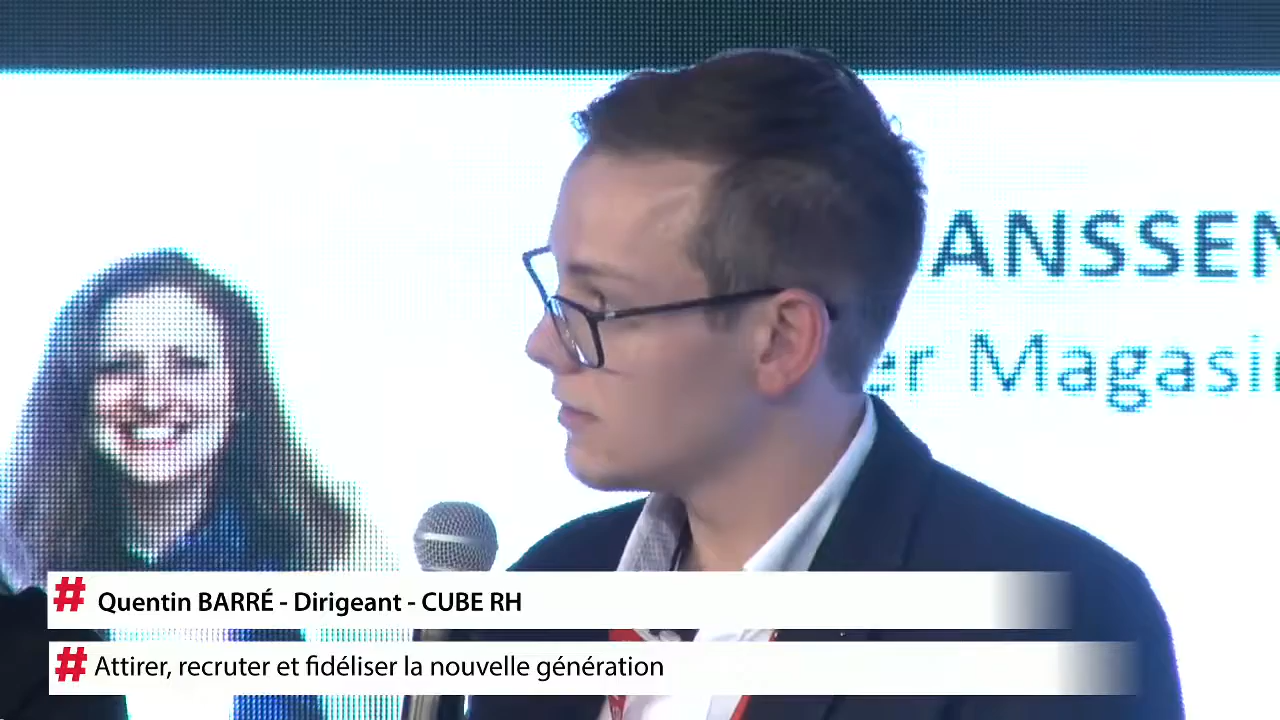 ANSSEN
er Magasin
# Quentin BARRÉ - Dirigeant - CUBE RH
# Attirer, recruter et fidéliser la nouvelle génération